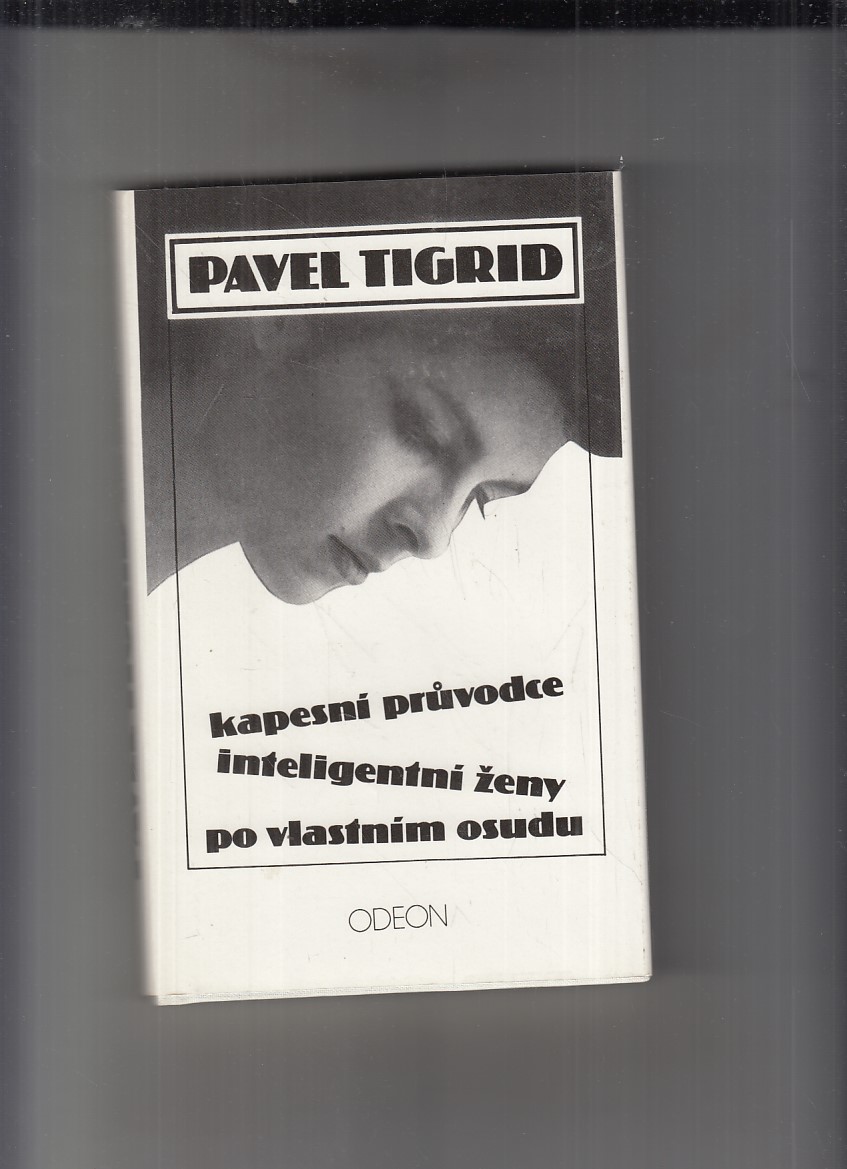 PAVEL TIGRID
kapesní průvodce
inteligentní ženy
po vlastním osudu
ODEON